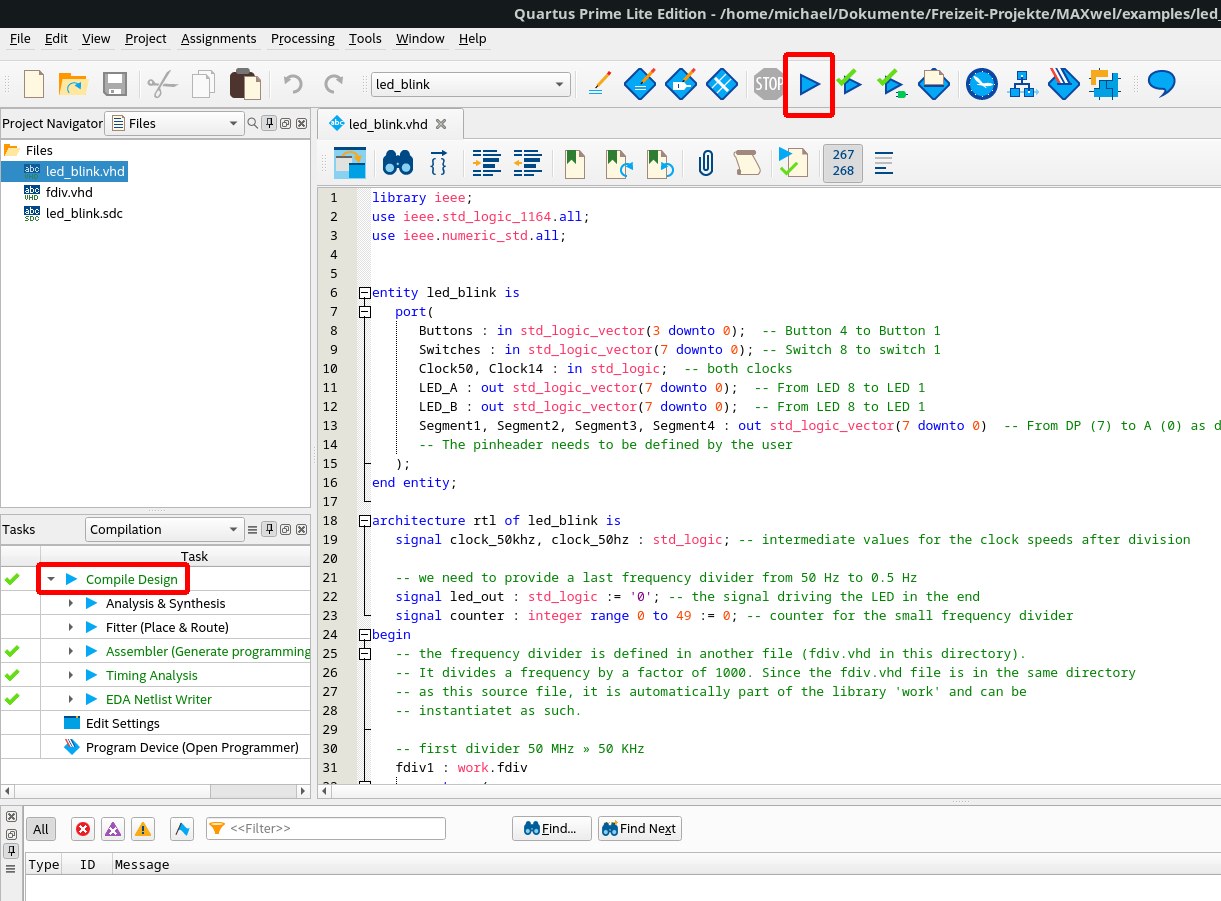 Quartus Prime Lite Edition - /home/michael/Dokumente/Freizeit-Projekte/MAXwel/examples/led_
File Edit View Project Assignments Processing Tools Window Help
led_blink
STOP
Project Navigator Files
led_blink.vhd
Files
abc VHD led_blink.vhd
abc VHD fdiv.vhd
abc SDC led_blink.sdc
267
268
1 library ieee;
2 use ieee.std_logic_1164.all;
3 use ieee.numeric_std.all;
4
5
6 entity led_blink is
7 port(
8 Buttons : in std_logic_vector(3 downto 0); -- Button 4 to Button 1
9 Switches : in std_logic_vector(7 downto 0); -- Switch 8 to switch 1
10 Clock50, Clock14 : in std_logic; -- both clocks
11 LED_A : out std_logic_vector(7 downto 0); -- From LED 8 to LED 1
12 LED_B : out std_logic_vector(7 downto 0); -- From LED 8 to LED 1
13 Segment1, Segment2, Segment3, Segment4 : out std_logic_vector(7 downto 0) -- From DP (7) to A (0) as d
14 -- The pinheader needs to be defined by the user
15 );
16 end entity;
17
18 architecture rtl of led_blink is
19 signal clock_50khz, clock_50hz : std_logic; -- intermediate values for the clock speeds after division
20
21 -- we need to provide a last frequency divider from 50 Hz to 0.5 Hz
22 signal led_out : std_logic := '0'; -- the signal driving the LED in the end
23 signal counter : integer range 0 to 49 := 0; -- counter for the small frequency divider
24 begin
25 -- the frequency divider is defined in another file (fdiv.vhd in this directory).
26 -- It divides a frequency by a factor of 1000. Since the fdiv.vhd file is in the same directory
27 -- as this source file, it is automatically part of the library 'work' and can be
28 -- instantiatet as such.
29
30 -- first divider 50 MHz » 50 KHz
31 fdiv1 : work.fdiv
Tasks Compilation
Task
Compile Design
Analysis & Synthesis
Fitter (Place & Route)
Assembler (Generate programming
Timing Analysis
EDA Netlist Writer
Edit Settings
Program Device (Open Programmer)
All <<Filter>> Find... Find Next
Type ID Message